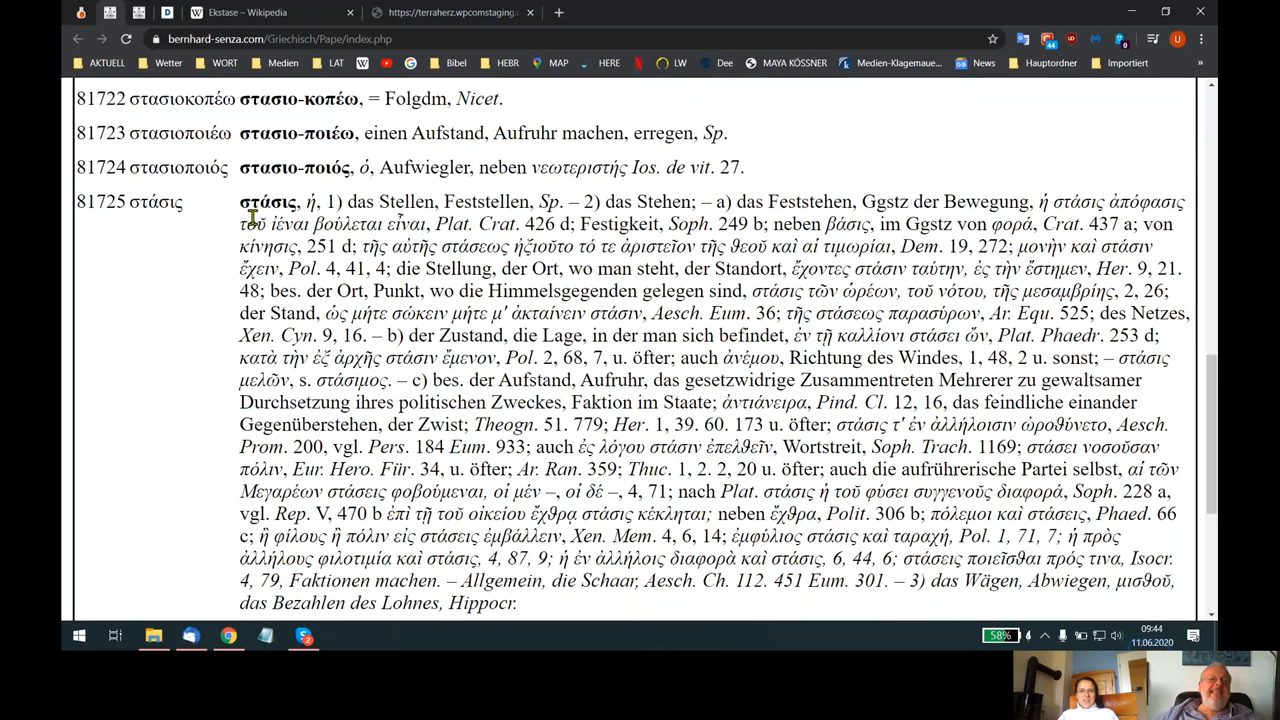 Ekstase – Wikipedia
https://terraherz.wpcomstaging.
bernhard-senza.com/Griechisch/Pape/index.php
44
0
U
AKTUELL Wetter WORT Medien LAT Bibel HEBR MAP HERE LW Dee MAYA KÖSSNER Medien-Klagemaue... News Hauptordner Importiert »
81722 στασιοκοπέω στασιο-κοπέω, = Folgdm, Nicet.
81723 στασιοποιέω στασιο-ποιέω, einen Aufstand, Aufruhr machen, erregen, Sp.
81724 στασιοποιός στασιο-ποιός, ὁ, Aufwiegler, neben νεωτεριστής Ios. de vit. 27.
81725 στάσις στάσις, ἡ, 1) das Stellen, Feststellen, Sp. – 2) das Stehen; – a) das Feststehen, Ggstz der Bewegung, ἡ στάσις ἀπόφασις
τοῦ ἰέναι βούλεται εἶναι, Plat. Crat. 426 d; Festigkeit, Soph. 249 b; neben βάσις, im Ggstz von φορά, Crat. 437 a; von
κίνησις, 251 d; τῆς αὐτῆς στάσεως ἠξιοῦτο τό τε ἀριστεῖον τῆς ϑεοῦ καὶ αἱ τιμωρίαι, Dem. 19, 272; μονὴν καὶ στάσιν
ἔχειν, Pol. 4, 41, 4; die Stellung, der Ort, wo man steht, der Standort, ἔχοντες στάσιν ταύτην, ἐς τὴν ἔστημεν, Her. 9, 21.
48; bes. der Ort, Punkt, wo die Himmelsgegenden gelegen sind, στάσις τῶν ὡρέων, τοῦ νότου, τῆς μεσαμβρίης, 2, 26;
der Stand, ὡς μήτε σώκειν μήτε μ' ἀκταίνειν στάσιν, Aesch. Eum. 36; τῆς στάσεως παρασύρων, Ar. Equ. 525; des Netzes,
Xen. Cyn. 9, 16. – b) der Zustand, die Lage, in der man sich befindet, ἐν τῇ καλλίονι στάσει ὤν, Plat. Phaedr. 253 d;
κατὰ τὴν ἐξ ἀρχῆς στάσιν ἔμενον, Pol. 2, 68, 7, u. öfter; auch ἀνέμου, Richtung des Windes, 1, 48, 2 u. sonst; – στάσις
μελῶν, s. στάσιμος. – c) bes. der Aufstand, Aufruhr, das gesetzwidrige Zusammentreten Mehrerer zu gewaltsamer
Durchsetzung ihres politischen Zweckes, Faktion im Staate; ἀντιάνειρα, Pind. Cl. 12, 16, das feindliche einander
Gegenüberstehen, der Zwist; Theogn. 51. 779; Her. 1, 39. 60. 173 u. öfter; στάσις τ' ἐν ἀλλήλοισιν ὠροϑύνετο, Aesch.
Prom. 200, vgl. Pers. 184 Eum. 933; auch ἐς λόγου στάσιν ἐπελϑεῖν, Wortstreit, Soph. Trach. 1169; στάσει νοσοῦσαν
πόλιν, Eur. Hero. Für. 34, u. öfter; Ar. Ran. 359; Thuc. 1, 2. 2, 20 u. öfter; auch die aufrührerische Partei selbst, αἱ τῶν
Μεγαρέων στάσεις φοβούμεναι, οἱ μέν –, οἱ δέ –, 4, 71; nach Plat. στάσις ἡ τοῦ φύσει συγγενοῦς διαφορά, Soph. 228 a,
vgl. Rep. V, 470 b ἐπὶ τῇ τοῦ οἰκείου ἔχϑρᾳ στάσις κέκληται; neben ἔχϑρα, Polit. 306 b; πόλεμοι καὶ στάσεις, Phaed. 66
c; ἢ φίλους ἢ πόλιν εἰς στάσεις ἐμβάλλειν, Xen. Mem. 4, 6, 14; ἐμφύλιος στάσις καὶ ταραχή, Pol. 1, 71, 7; ἡ πρὸς
ἀλλήλους φιλοτιμία καὶ στάσις, 4, 87, 9; ἡ ἐν ἀλλήλοις διαφορὰ καὶ στάσις, 6, 44, 6; στάσεις ποιεῖσϑαι πρός τινα, Isocr.
4, 79, Faktionen machen. – Allgemein, die Schaar, Aesch. Ch. 112. 451 Eum. 301. – 3) das Wägen, Abwiegen, μισϑοῦ,
das Bezahlen des Lohnes, Hippocr.
58%
09:44
11.06.2020